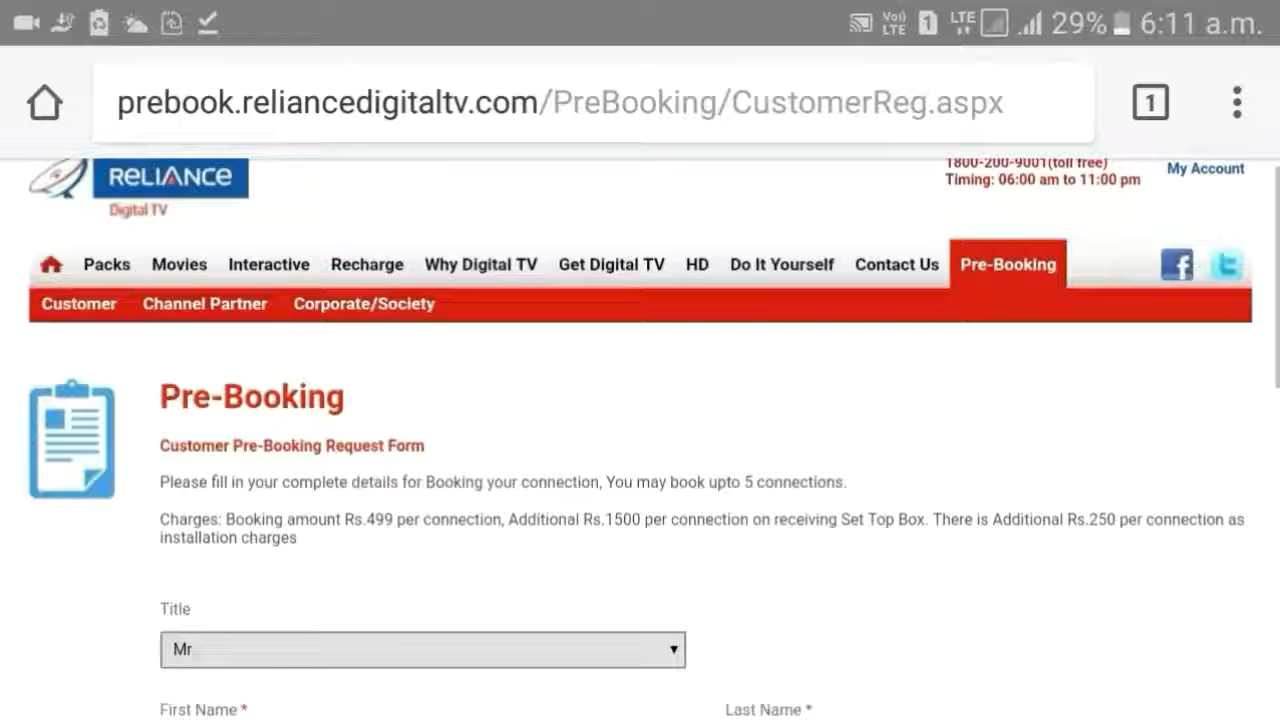 Vol)
LTE
1
LTE
29%
6:11 a.m.
prebook.reliancedigitaltv.com/PreBooking/CustomerReg.aspx
1
RELIANCE
Digital TV
1800-200-9001(toll free)
Timing: 06:00 am to 11:00 pm
My Account
Packs Movies Interactive Recharge Why Digital TV Get Digital TV HD Do It Yourself Contact Us Pre-Booking
Customer Channel Partner Corporate/Society
Pre-Booking
Customer Pre-Booking Request Form
Please fill in your complete details for Booking your connection, You may book upto 5 connections.
Charges: Booking amount Rs.499 per connection, Additional Rs.1500 per connection on receiving Set Top Box. There is Additional Rs.250 per connection as
installation charges
Title
Mr
First Name * Last Name *